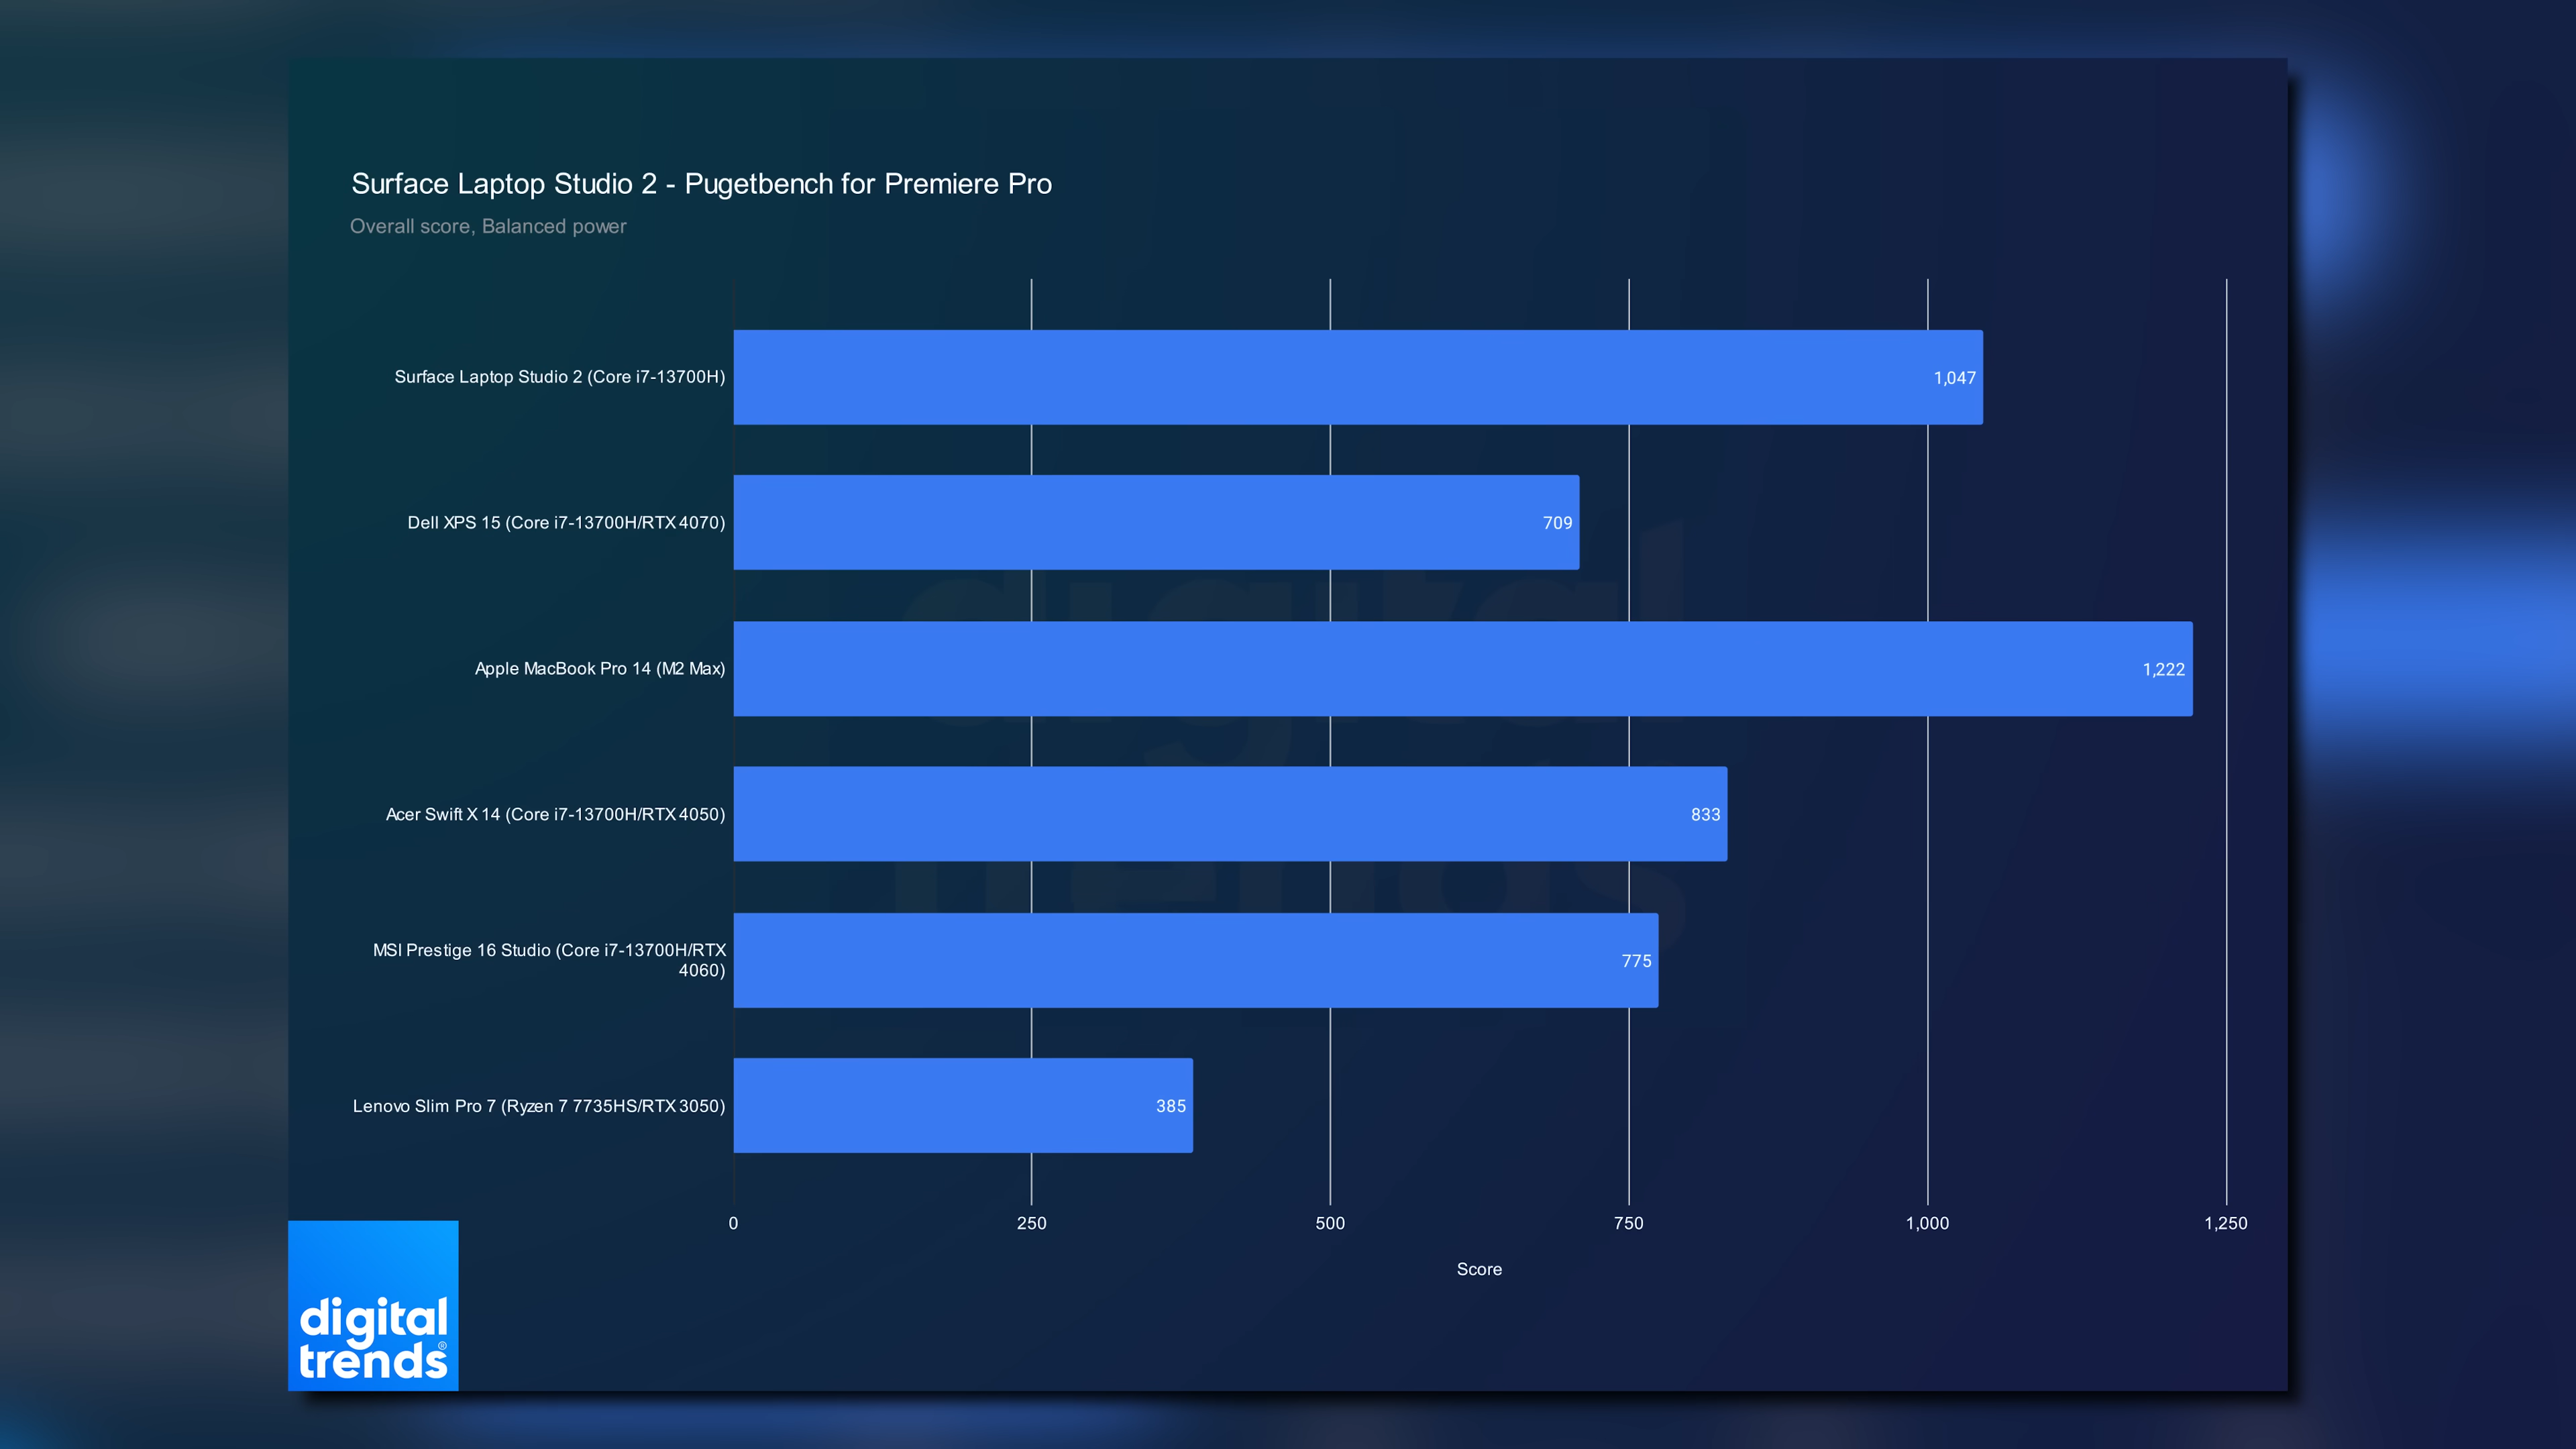 Surface Laptop Studio 2 - Pugetbench for Premiere Pro
Overall score, Balanced power
Surface Laptop Studio 2 (Core i7-13700H)
1,047
Dell XPS 15 (Core i7-13700H/RTX 4070)
709
Apple MacBook Pro 14 (M2 Max)
1,222
Acer Swift X 14 (Core i7-13700H/RTX 4050)
833
MSI Prestige 16 Studio (Core i7-13700H/RTX
4060)
775
Lenovo Slim Pro 7 (Ryzen 7 7735HS/RTX 3050)
385
0 250 500 750 1,000 1,250
Score
digital
trends®
digital
trends